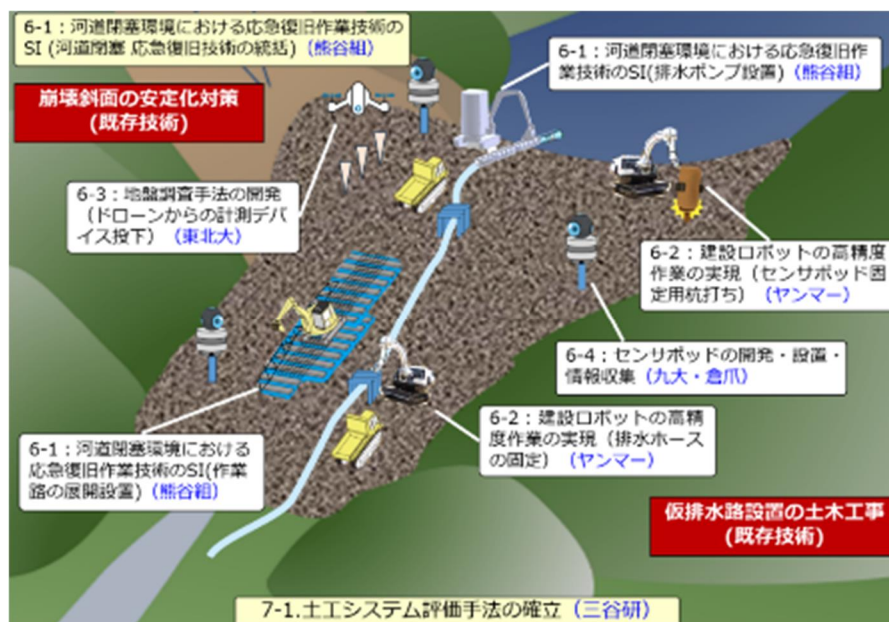 6-1：河道閉塞環境における応急復旧作業技術の
SI (河道閉塞 応急復旧技術の統括)（熊谷組）
6-1：河道閉塞環境における応急復旧作
業技術のSI(排水ポンプ設置)（熊谷組）
崩壊斜面の安定化対策
(既存技術)
6-3：地盤調査手法の開発
（ドローンからの計測デバ
イス投下）（東北大）
6-2：建設ロボットの高精度
作業の実現（センサポッド固
定用杭打ち）（ヤンマー）
6-4：センサポッドの開発・設置・
情報収集（九大・倉爪）
6-2：建設ロボットの高精
度作業の実現（排水ホース
の固定）（ヤンマー）
6-1：河道閉塞環境における
応急復旧作業技術のSI(作業
路の展開設置)（熊谷組）
仮排水路設置の土木工事
(既存技術)
7-1.土工システム評価手法の確立（三谷研）